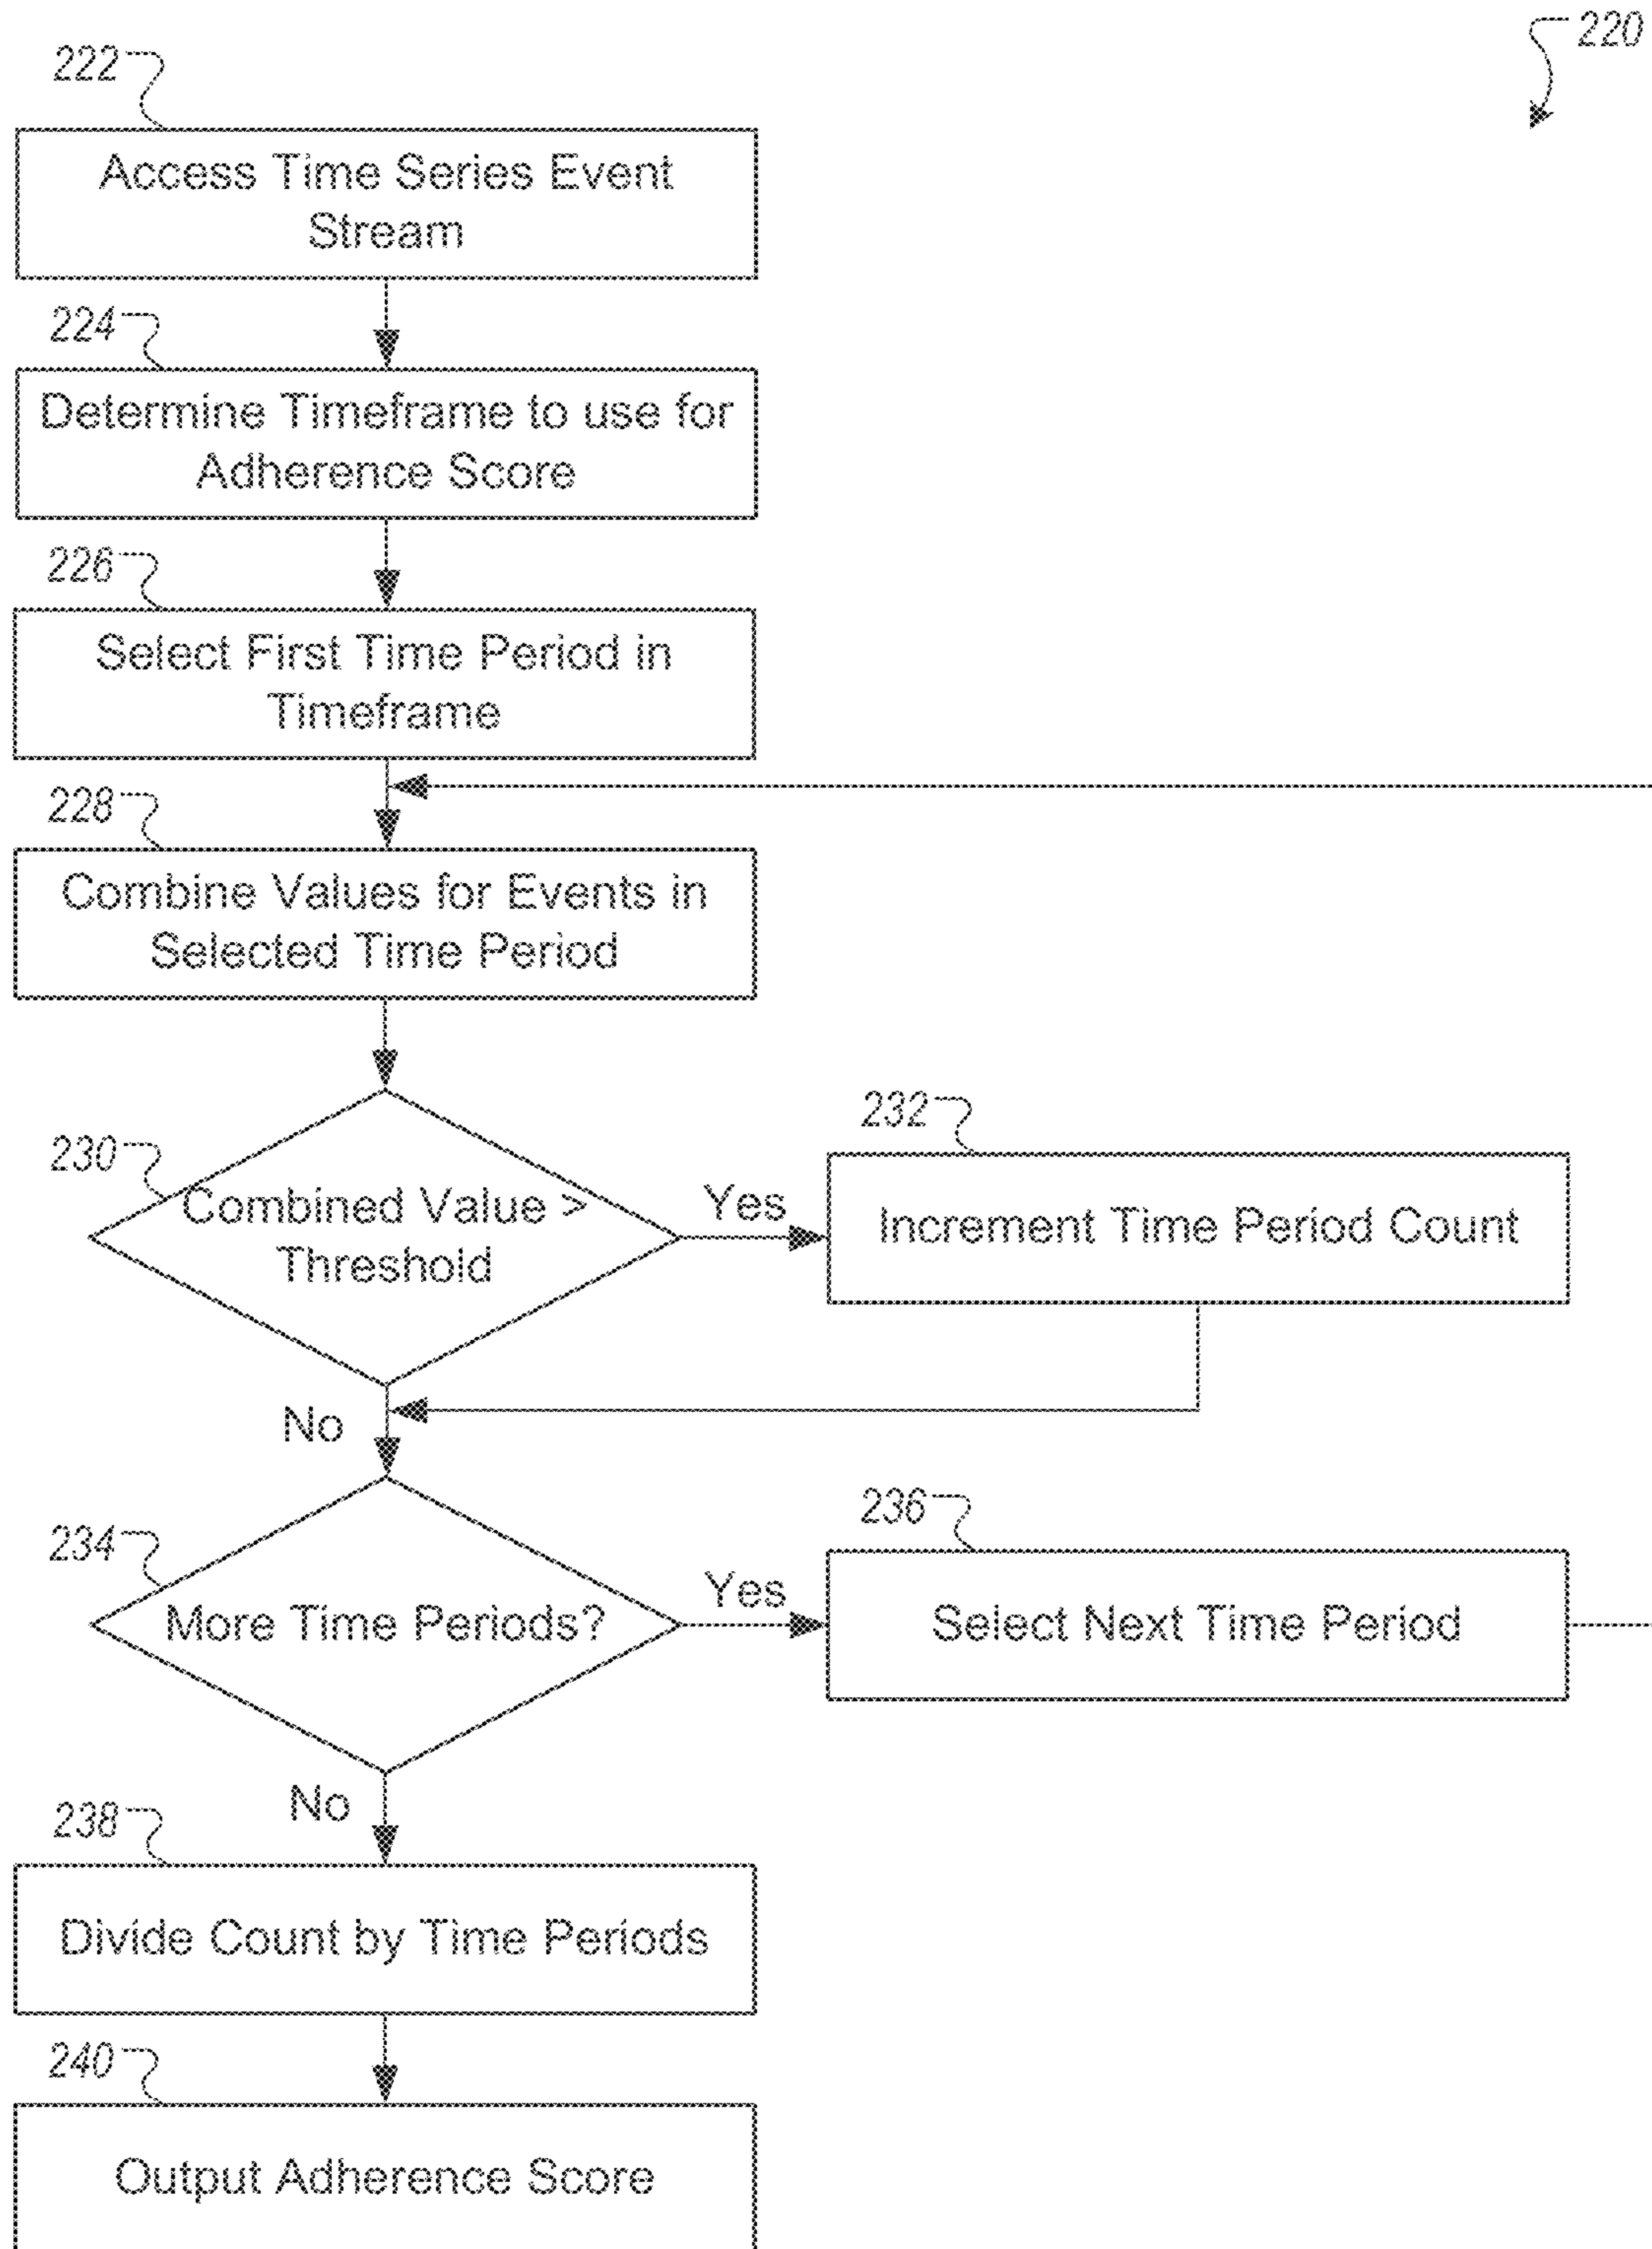 220
222
Access Time Series Event
Stream
224
Determine Timeframe to use for
Adherence Score
226
Select First Time Period in
Timeframe
228
Combine Values for Events in
Selected Time Period
230
Combined Value >
Threshold
Yes
232
Increment Time Period Count
No
234
More Time Periods?
Yes
236
Select Next Time Period
No
238
Divide Count by Time Periods
240
Output Adherence Score